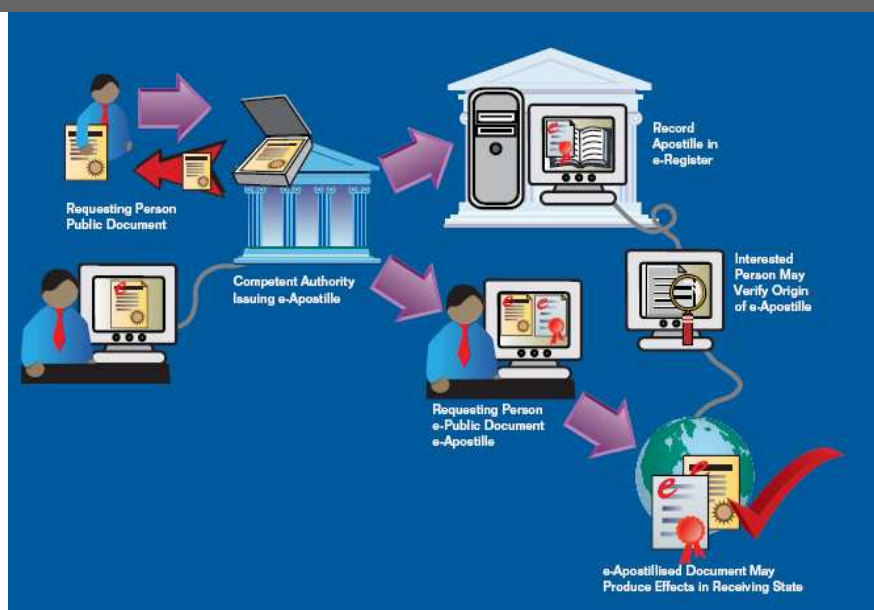 Requesting Person
Public Document
Competent Authority
Issuing e-Apostille
Record
Apostille in
e-Register
Interested
Person May
Verify Origin
of e-Apostille
Requesting Person
e-Public Document
e-Apostille
e-Apostillised Document May
Produce Effects in Receiving State